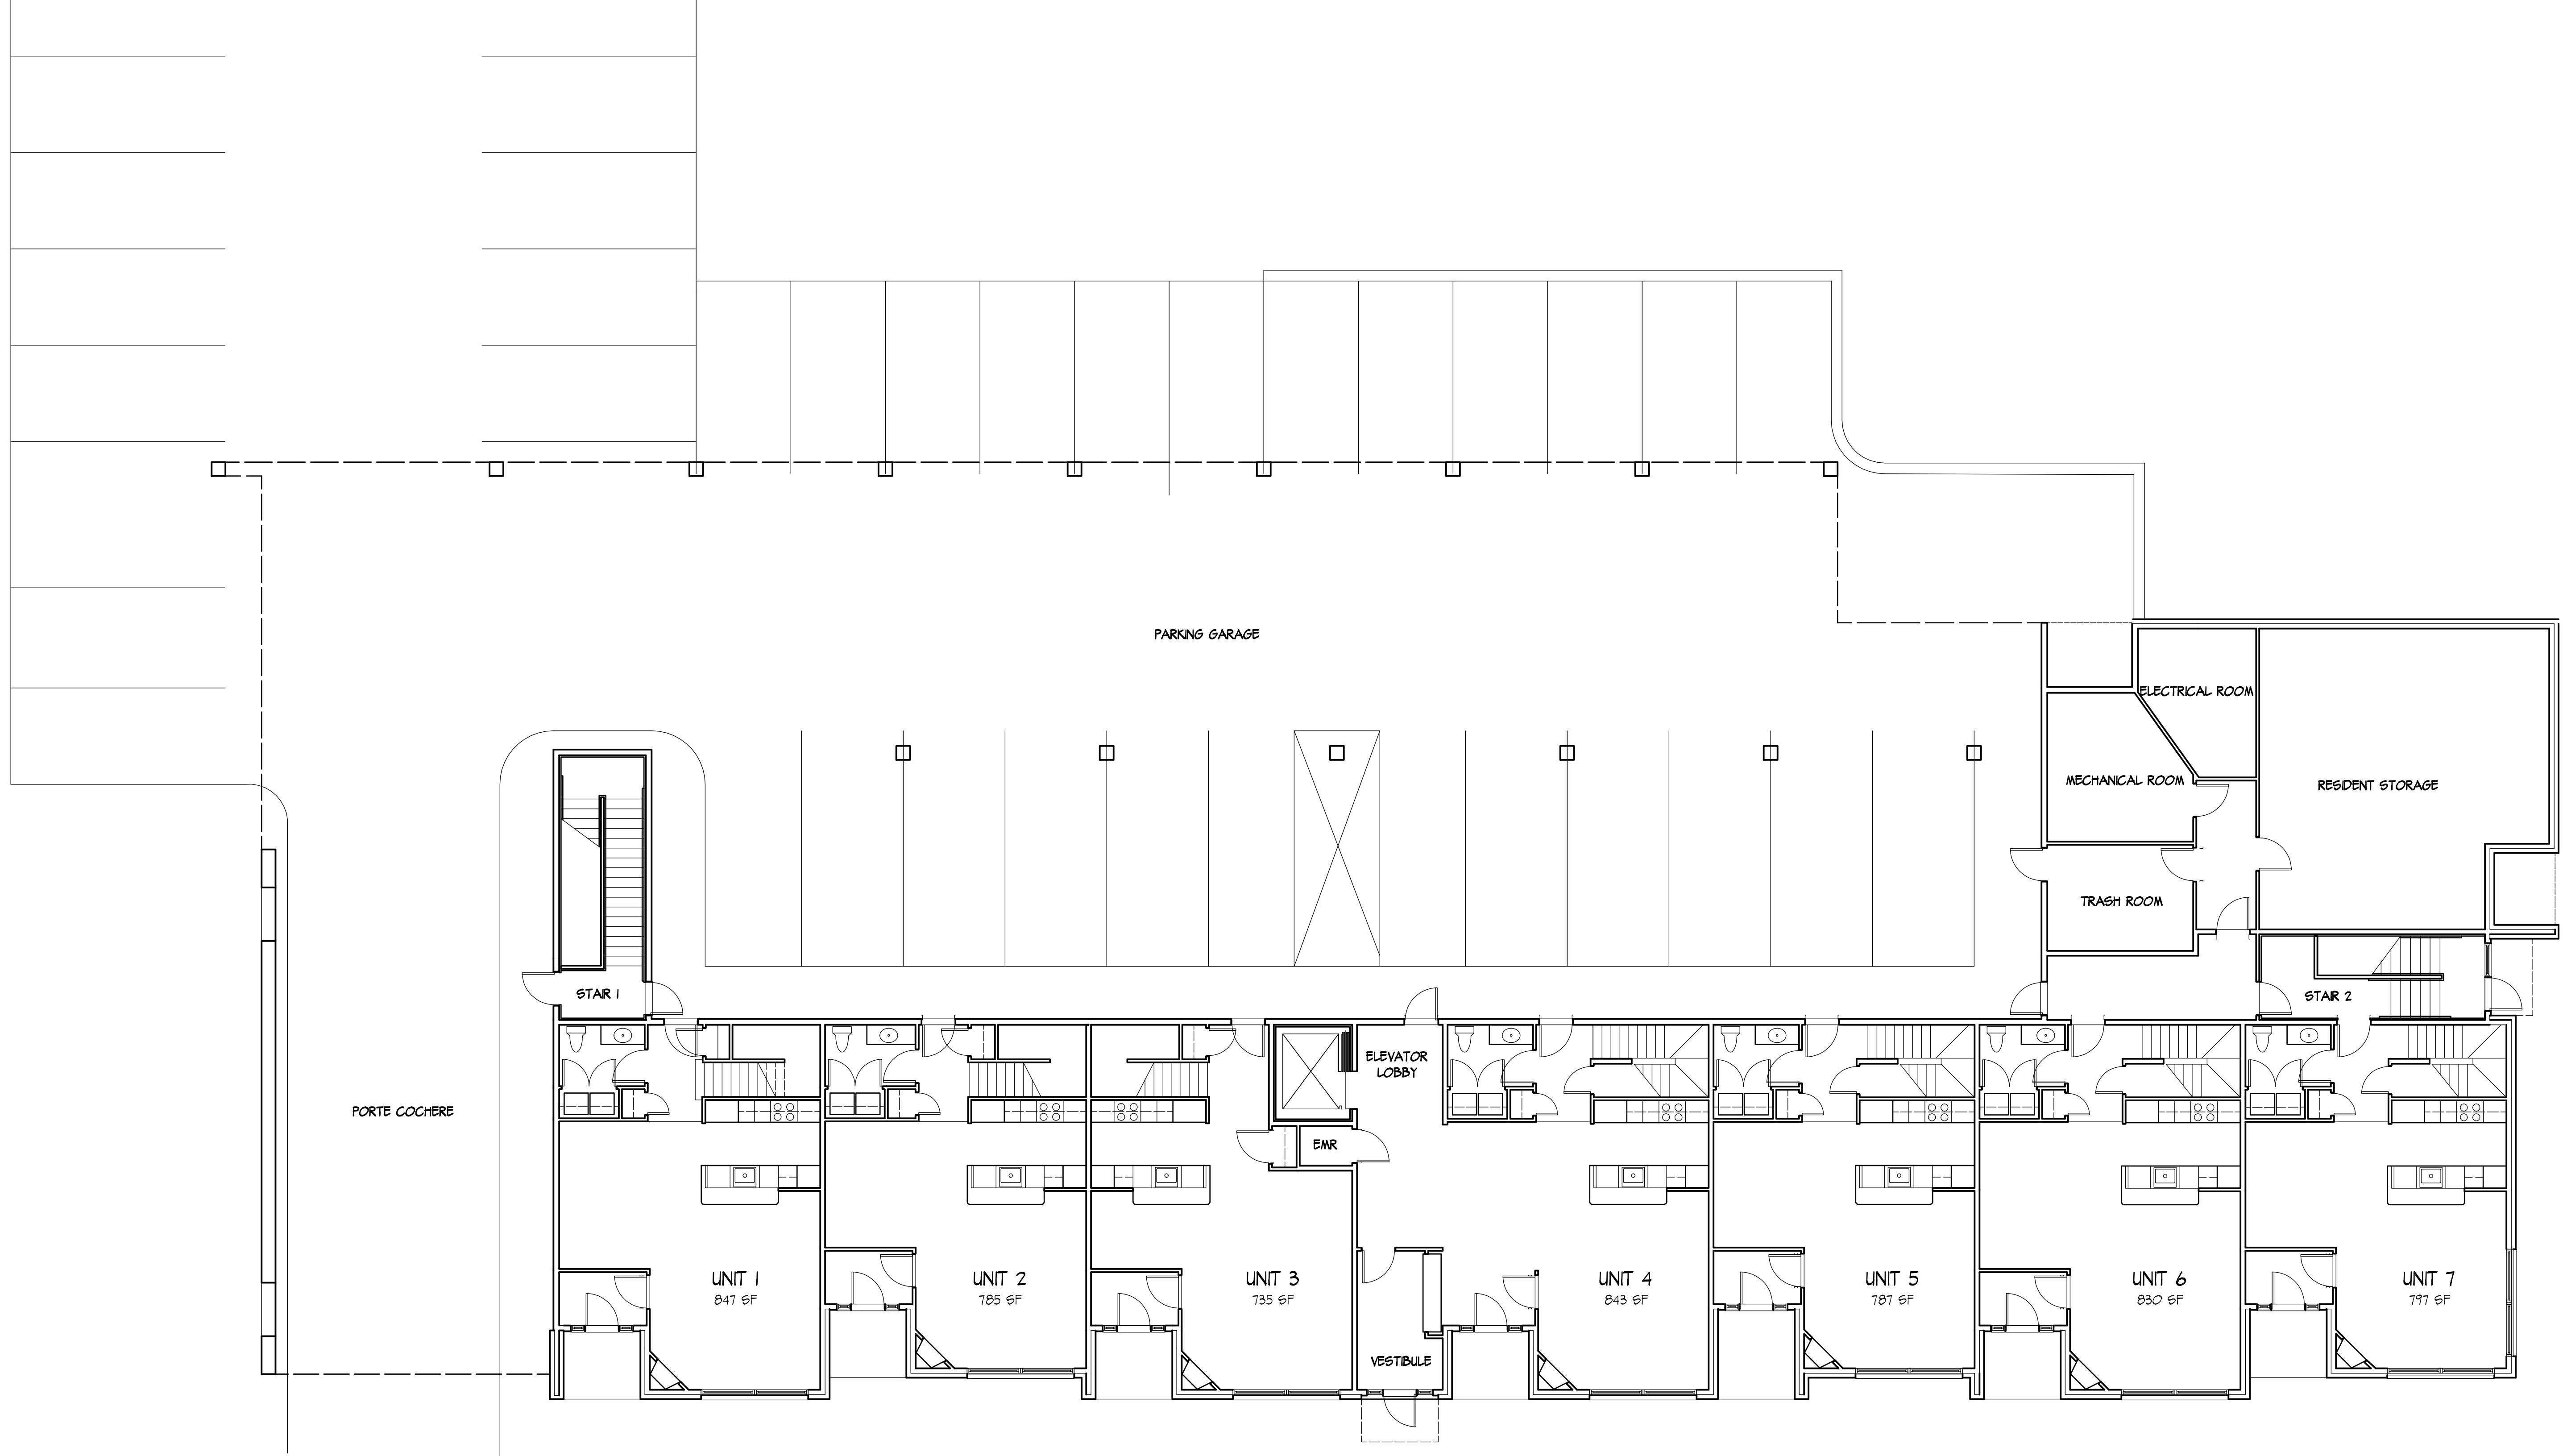 PARKING GARAGE
ELECTRICAL ROOM
MECHANICAL ROOM
RESIDENT STORAGE
TRASH ROOM
STAIR 1
STAIR 2
ELEVATOR
LOBBY
PORTE COCHERE
EMR
UNIT 1
847 SF
UNIT 2
785 SF
UNIT 3
735 SF
UNIT 4
843 SF
UNIT 5
787 SF
UNIT 6
830 SF
UNIT 7
797 SF
VESTIBULE